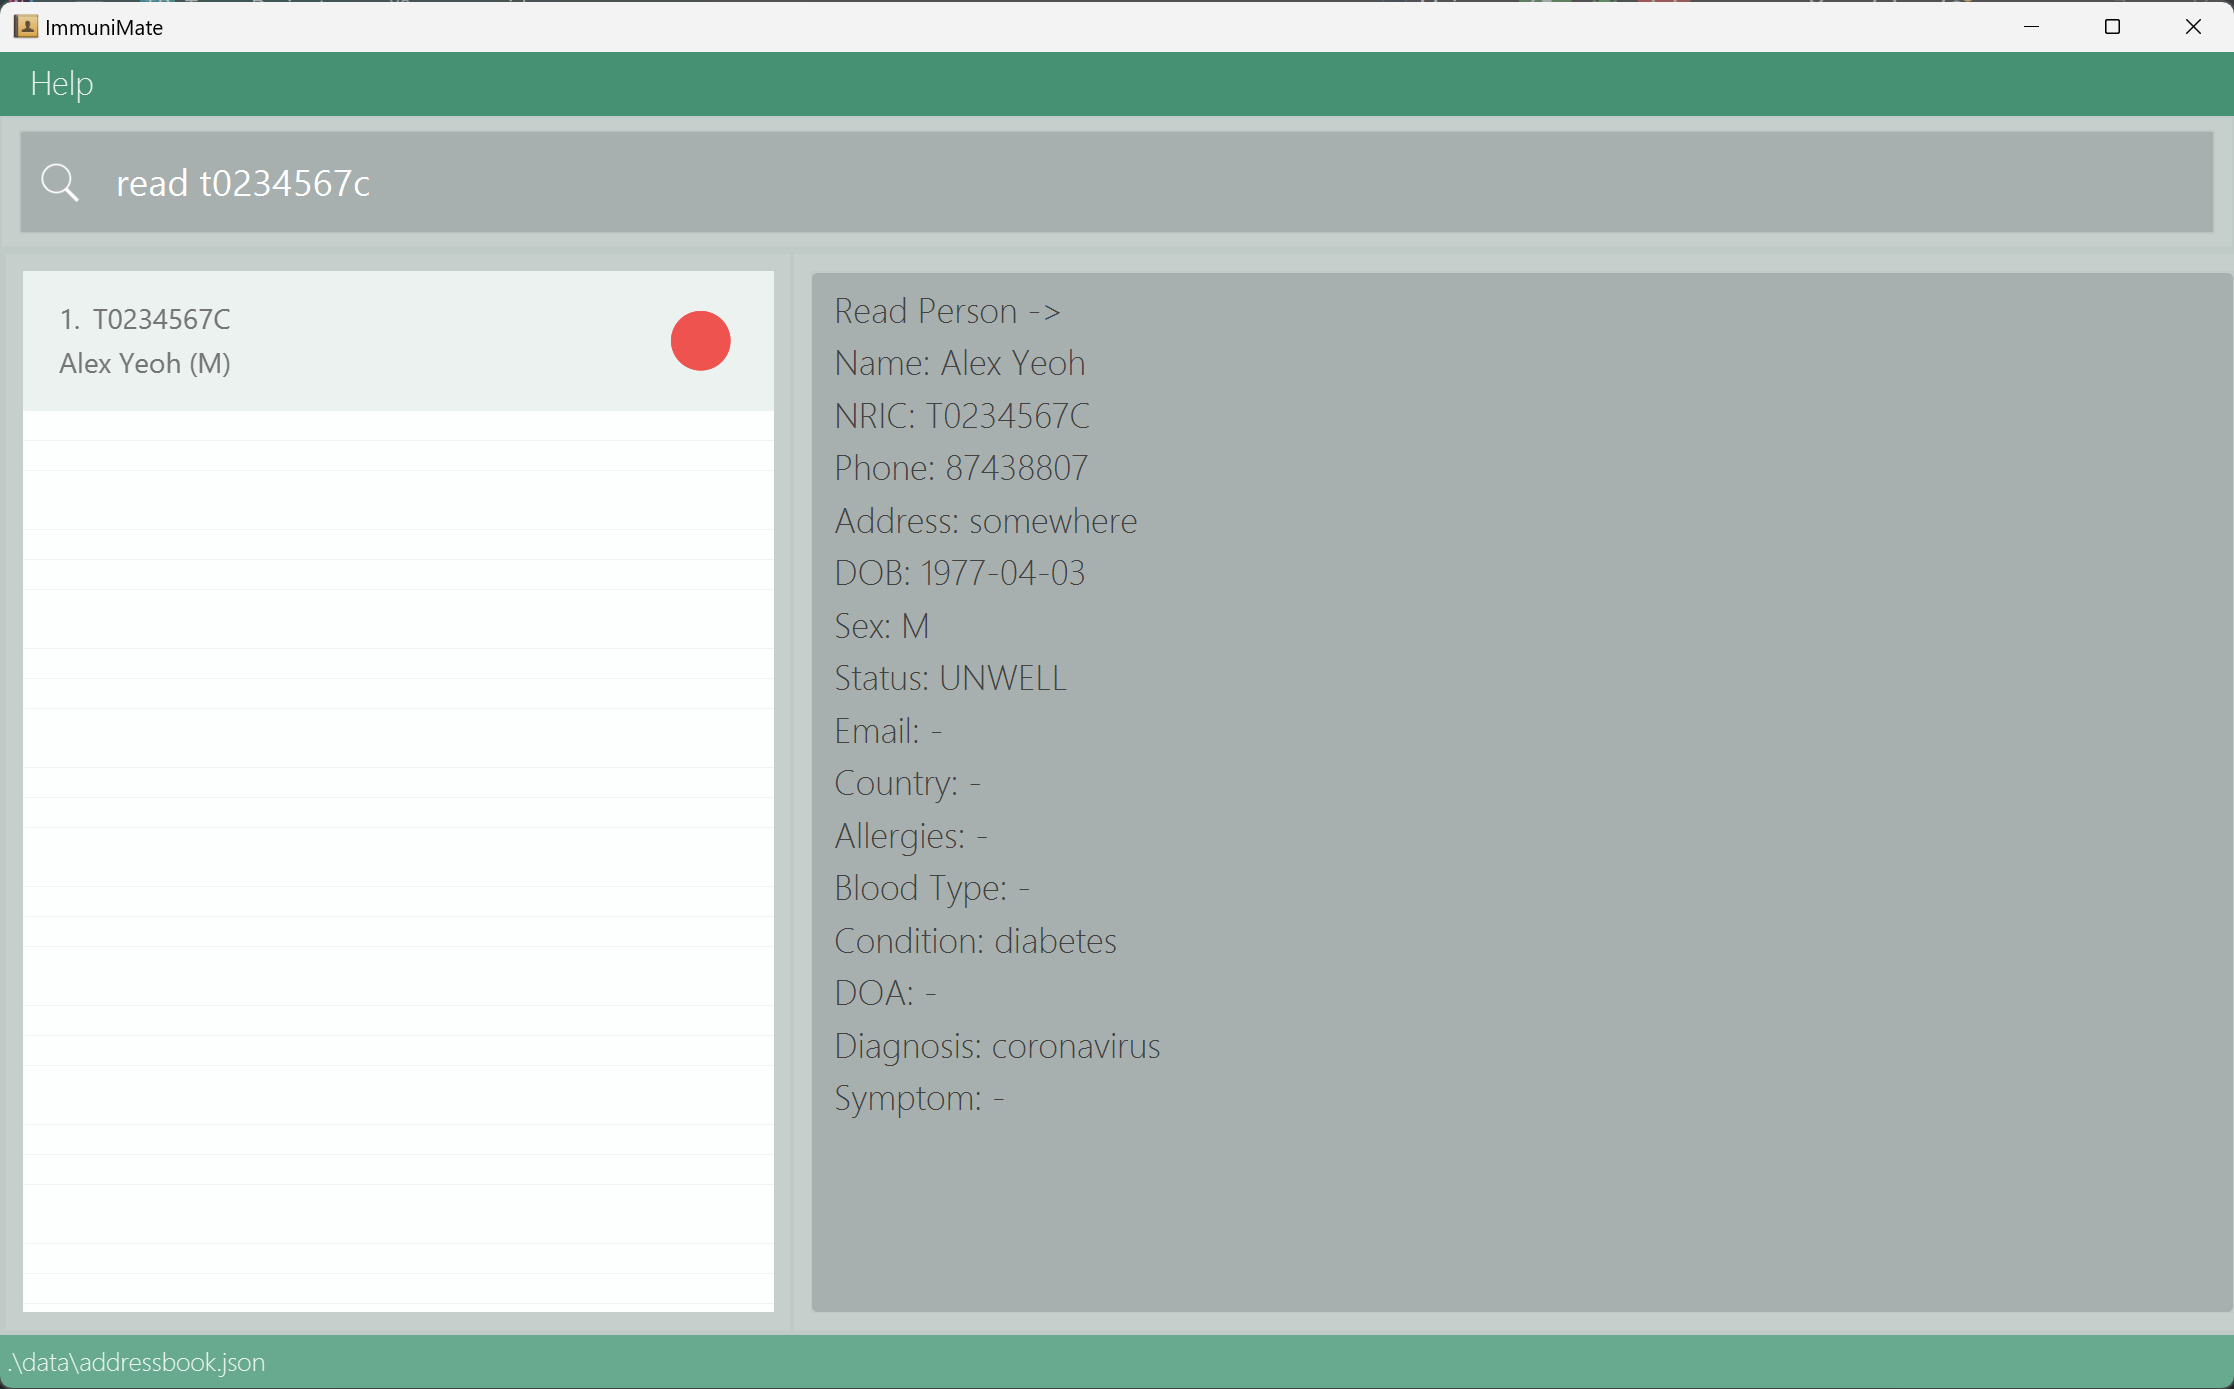 ImmuniMate
Help
read t0234567c
1. T0234567C
Alex Yeoh (M)
Read Person ->
Name: Alex Yeoh
NRIC: T0234567C
Phone: 87438807
Address: somewhere
DOB: 1977-04-03
Sex: M
Status: UNWELL
Email: -
Country: -
Allergies: -
Blood Type: -
Condition: diabetes
DOA: -
Diagnosis: coronavirus
Symptom: -
.\data\addressbook.json